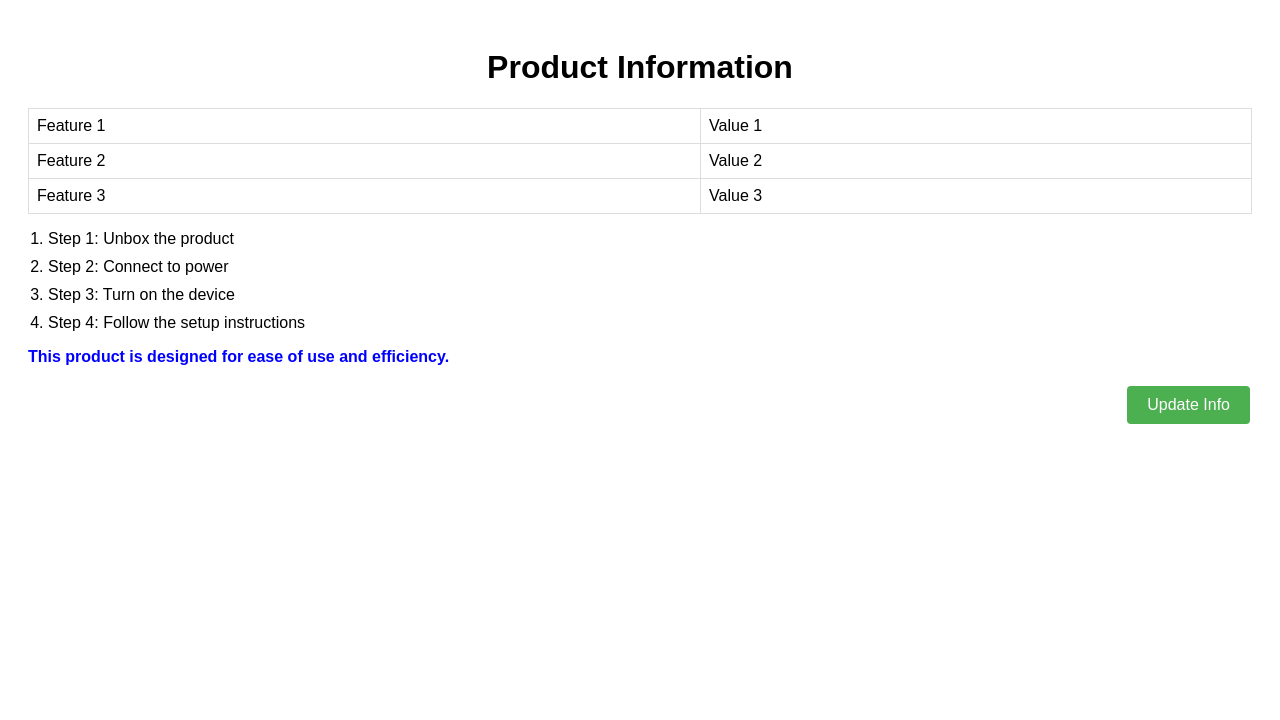 Product Information
Feature 1 Value 1
Feature 2 Value 2
Feature 3 Value 3
1. Step 1: Unbox the product
2. Step 2: Connect to power
3. Step 3: Turn on the device
4. Step 4: Follow the setup instructions
This product is designed for ease of use and efficiency.
Update Info